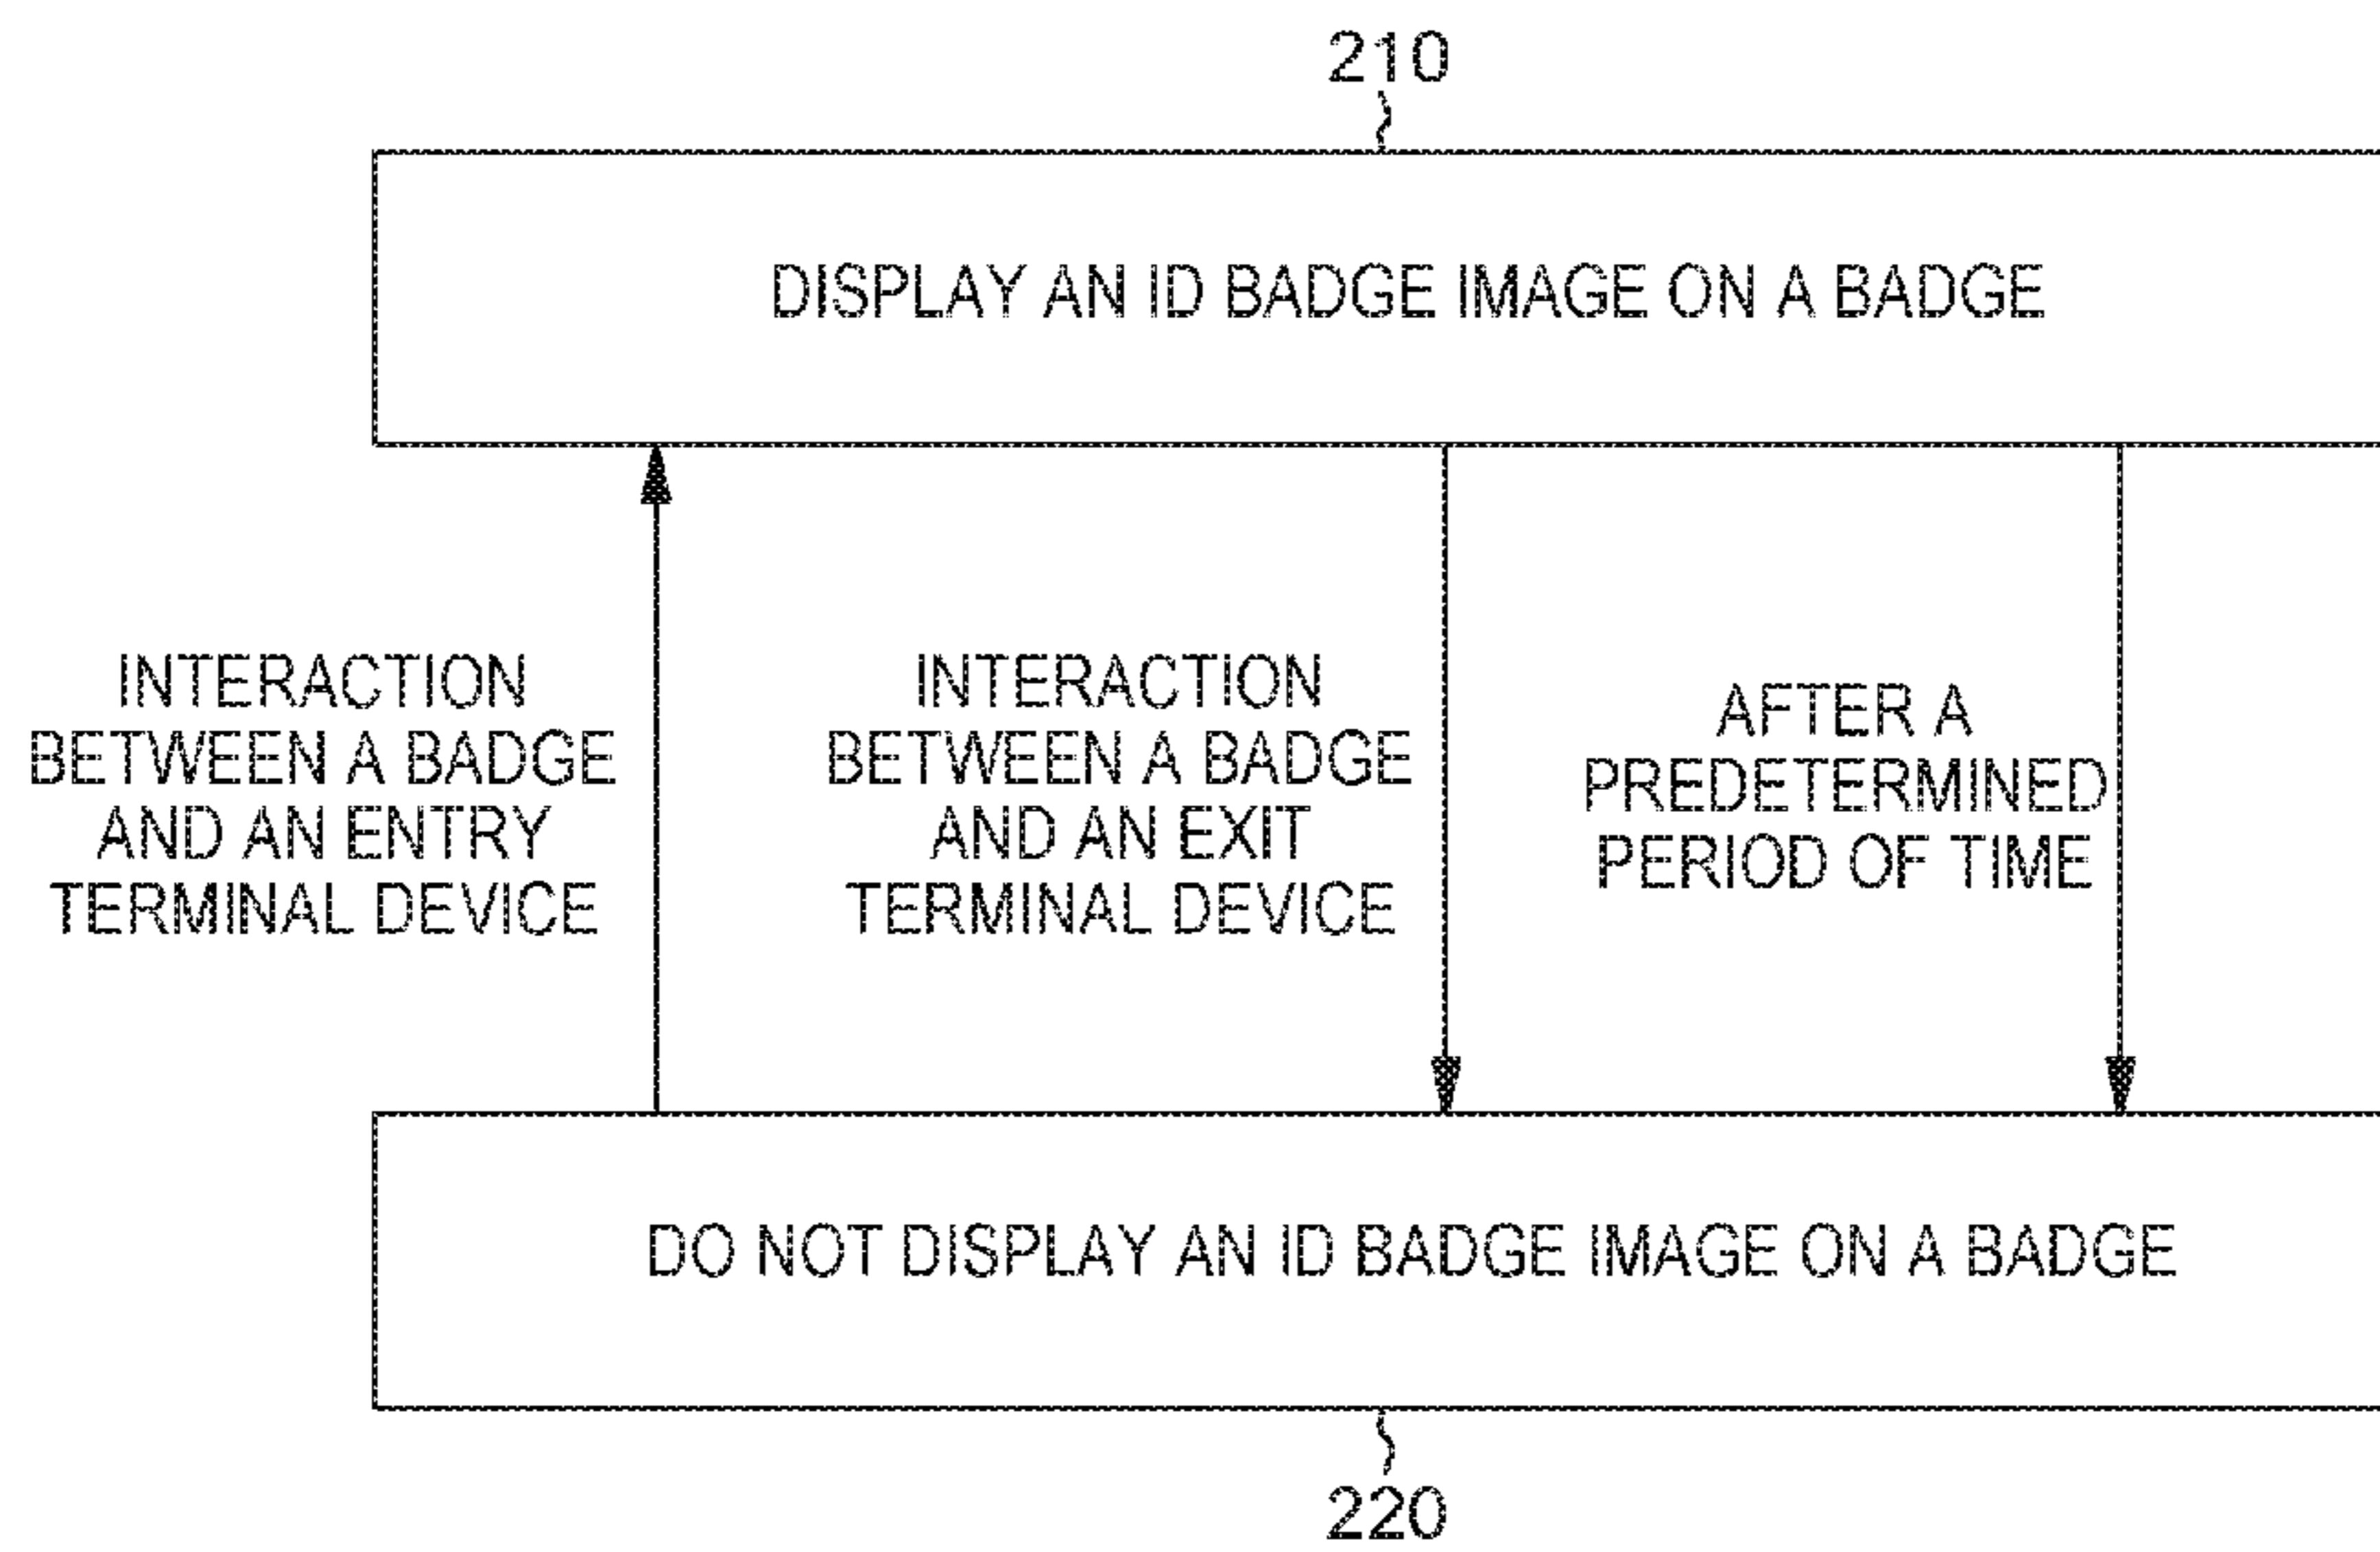 210
DISPLAY AN ID BADGE IMAGE ON A BADGE
INTERACTION
BETWEEN A BADGE
AND AN ENTRY
TERMINAL DEVICE
INTERACTION
BETWEEN A BADGE
AND AN EXIT
TERMINAL DEVICE
AFTER A
PREDETERMINED
PERIOD OF TIME
DO NOT DISPLAY AN ID BADGE IMAGE ON A BADGE
220